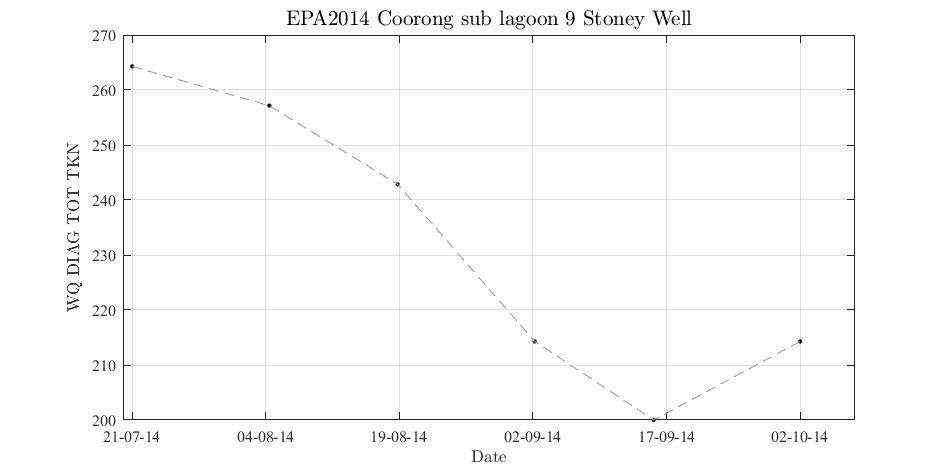 EPA2014 Coorong sub lagoon 9 Stoney Well
270
260
250
240
230
220
210
200
WQ DIAG TOT TKN
21-07-14 04-08-14 19-08-14 02-09-14 17-09-14 02-10-14
Date